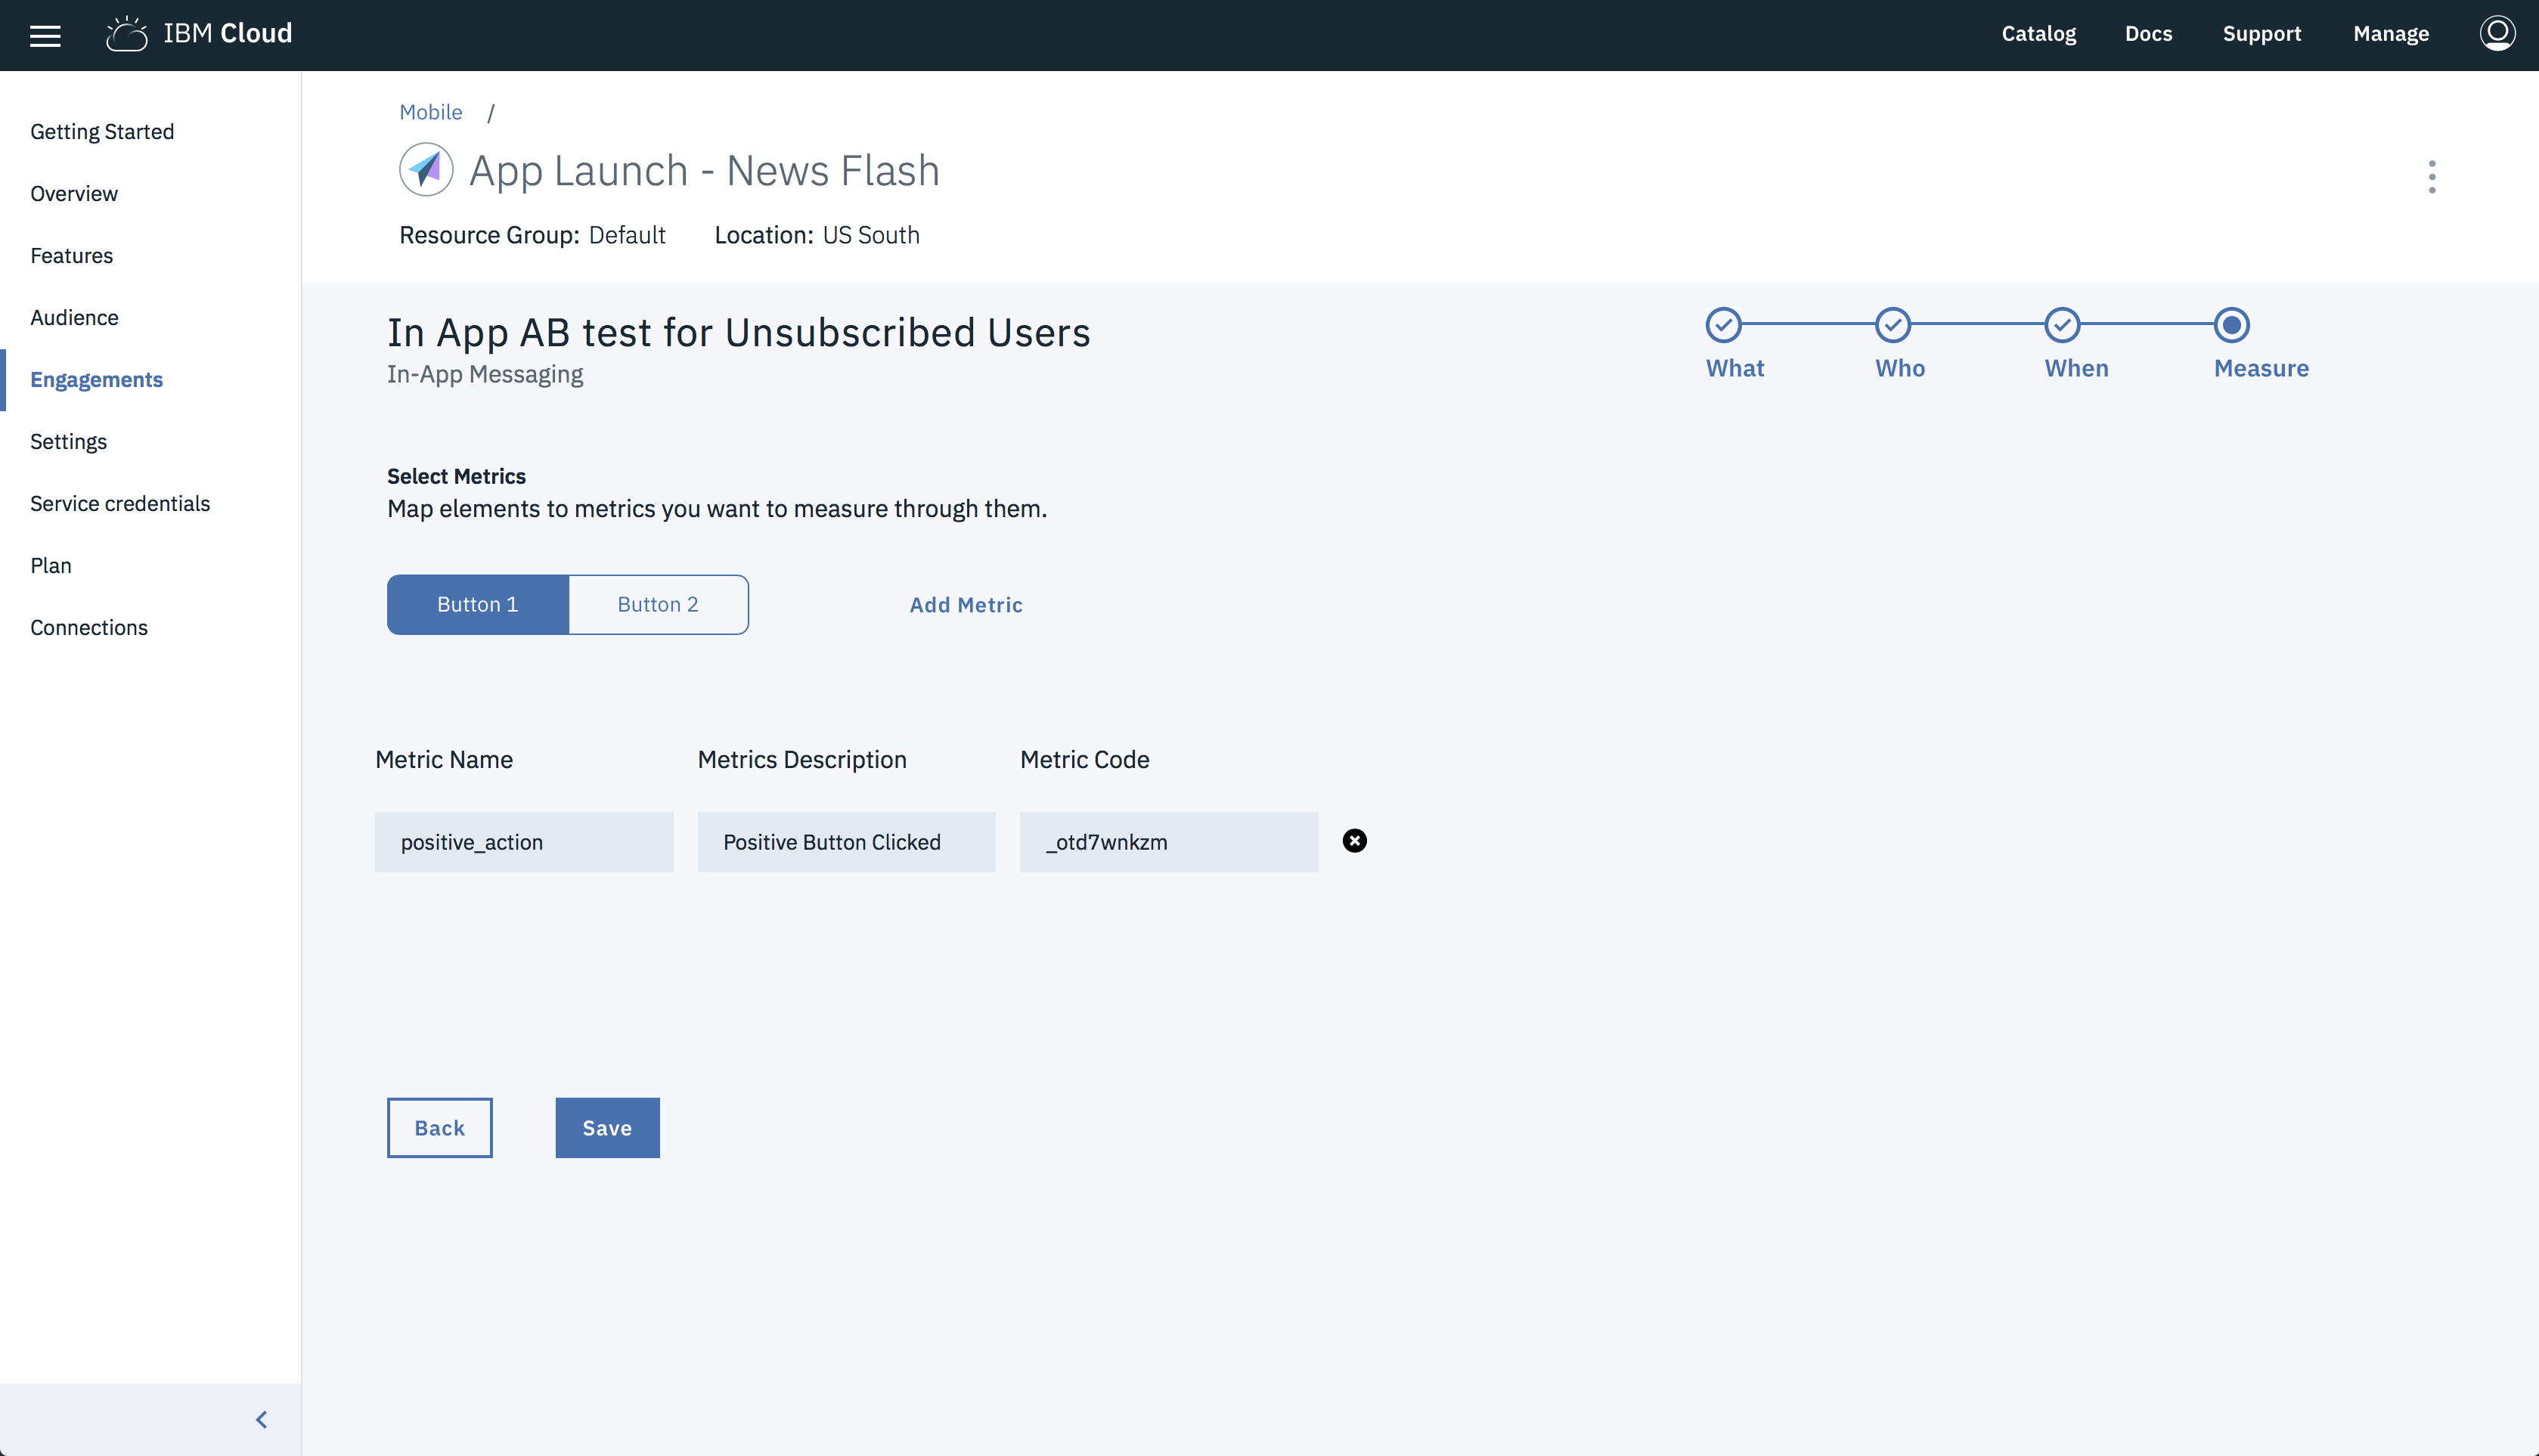 IBM Cloud
Catalog Docs Support Manage
Getting Started
Overview
Features
Audience
Engagements
Settings
Service credentials
Plan
Connections
Mobile /
App Launch - News Flash
Resource Group: Default Location: US South
In App AB test for Unsubscribed Users
In-App Messaging
What Who When Measure
Select Metrics
Map elements to metrics you want to measure through them.
Button 1 Button 2 Add Metric
Metric Name Metrics Description Metric Code
positive_action Positive Button Clicked _otd7wnkzm
Back Save